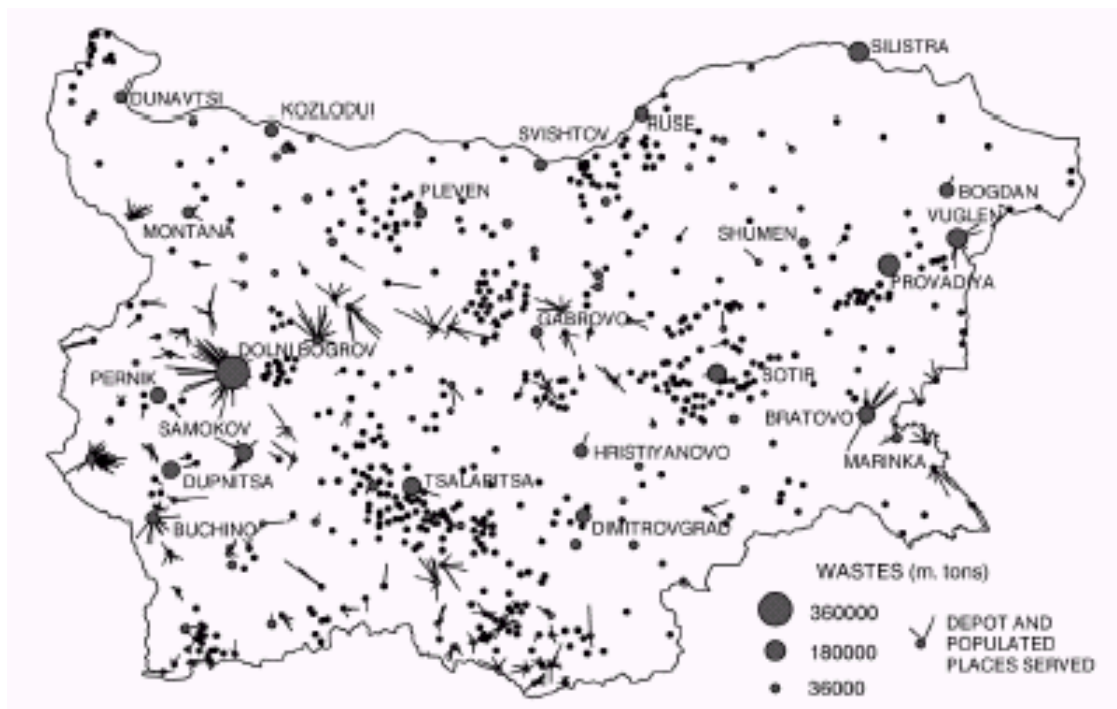 SILISTRA
DUNAVTSI
KOZLODUI
SVISHTOV
RUSE
PLEVEN
BOGDAN
VUGLEN
MONTANA
SHUMEN
PROVADIYA
GABROVO
DOLNI BOGROV
PERNIK
SOTIR
BRATOVO
SAMOKOV
HRISTIYANOVO
MARINKA
DUPNITSA
TSALAPITSA
BUCHINO
DIMITROVGRAD
WASTES (m. tons)
360000
180000
36000
DEPOT AND
POPULATED
PLACES SERVED